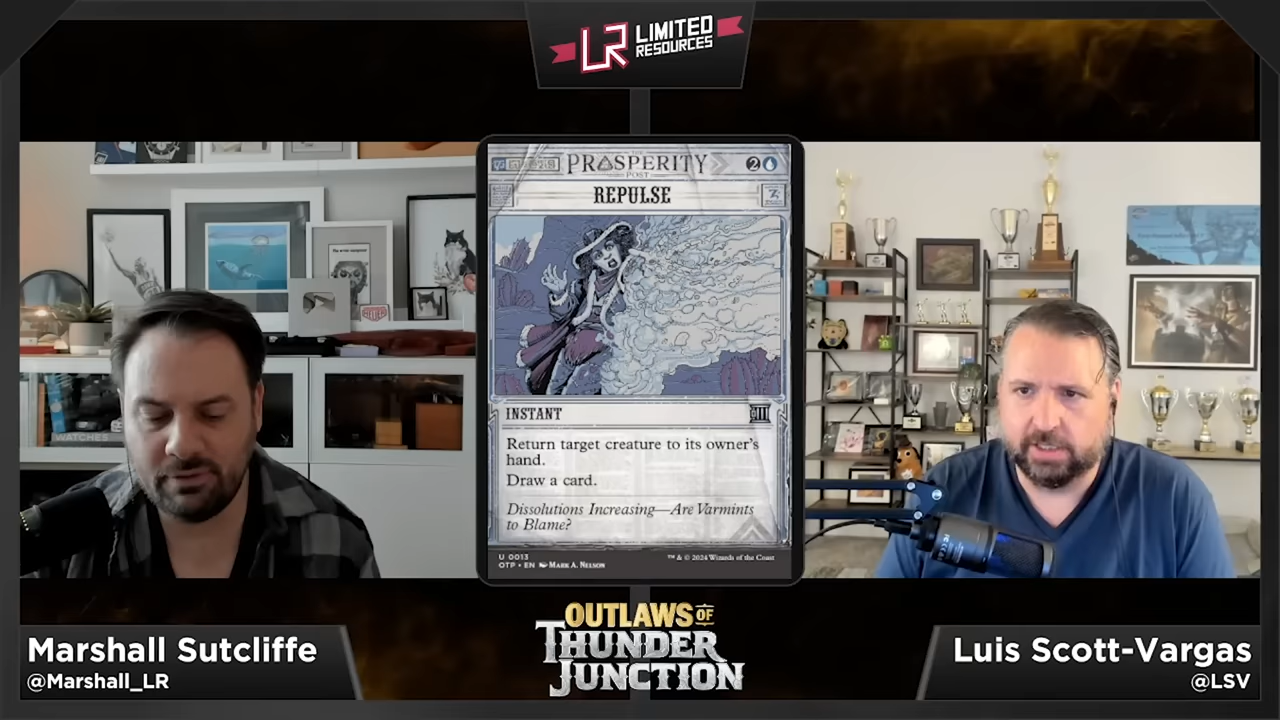 LR LIMITED
RESOURCES
THE
PROSPERITY
POST
2
REPULSE
INSTANT
Return target creature to its owner's
hand.
Draw a card.
Dissolutions Increasing—Are Varmints
to Blame?
U 0013
OTP • EN Mark A. Nelson
™ & © 2024 Wizards of the Coast
WATCHES
OUTLAWS OF
THUNDER
JUNCTION
Marshall Sutcliffe
@Marshall_LR
Luis Scott-Vargas
@LSV